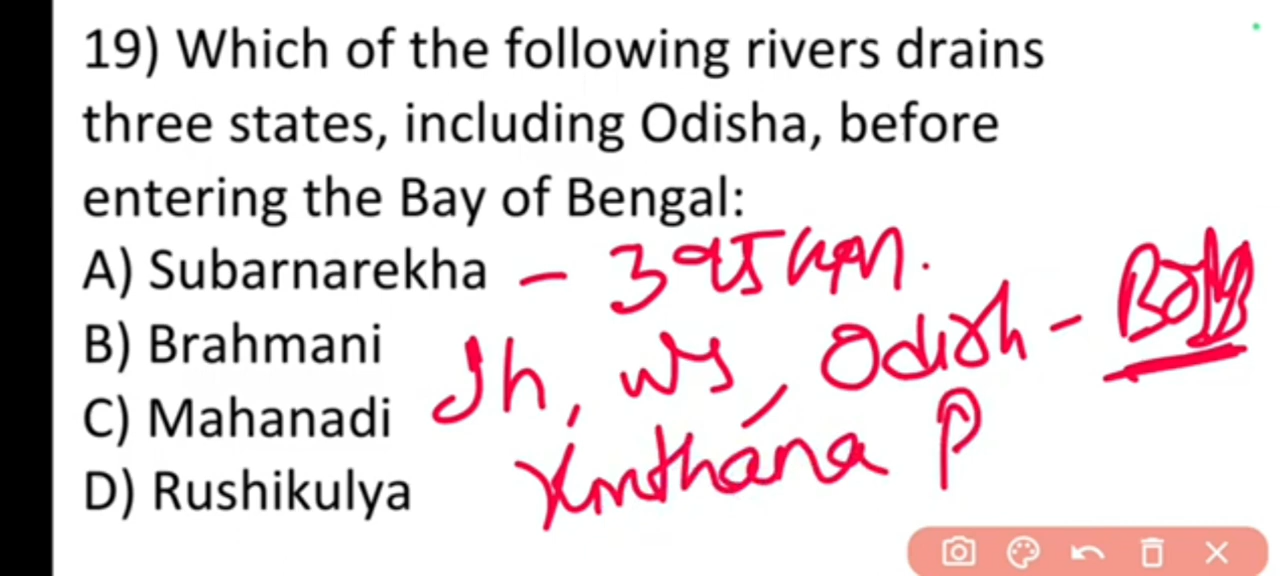 19) Which of the following rivers drains
three states, including Odisha, before
entering the Bay of Bengal:
A) Subarnarekha - 395 km.
B) Brahmani
Jh, WB, Odish - BOB
C) Mahanadi
D) Rushikulya